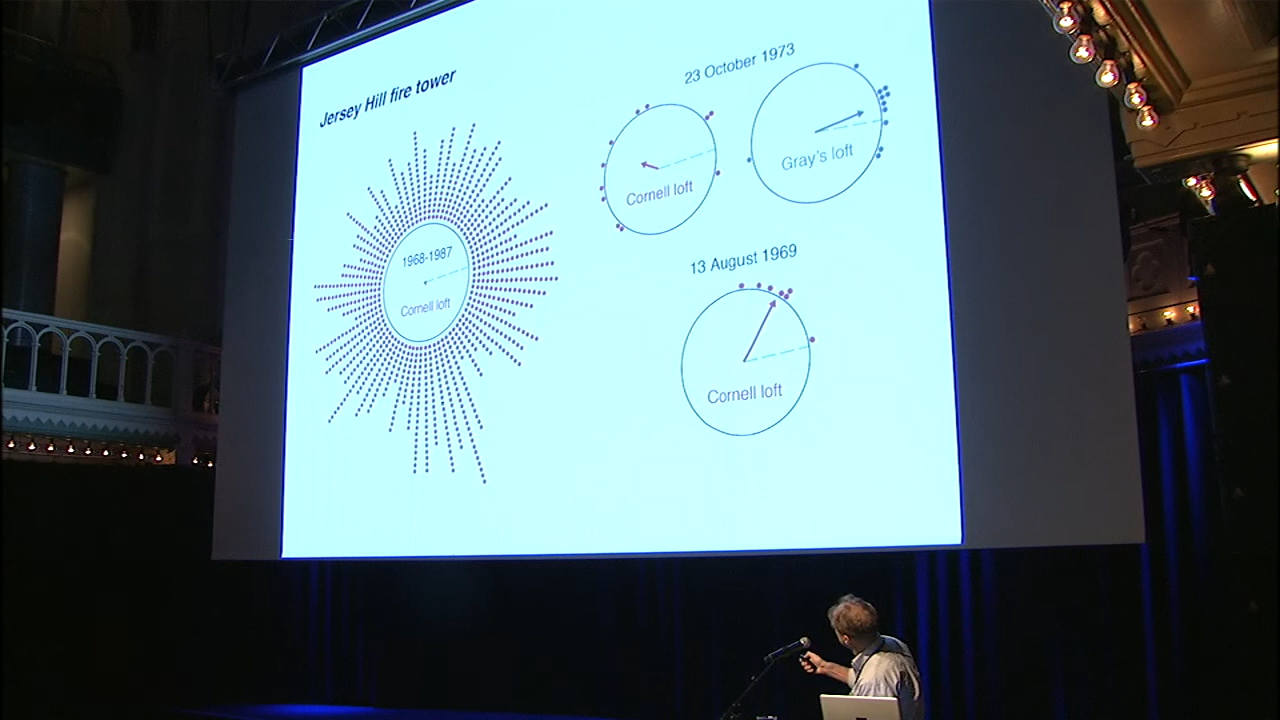 Jersey Hill fire tower
1968-1987
Cornell loft
23 October 1973
Cornell loft
Gray's loft
13 August 1969
Cornell loft